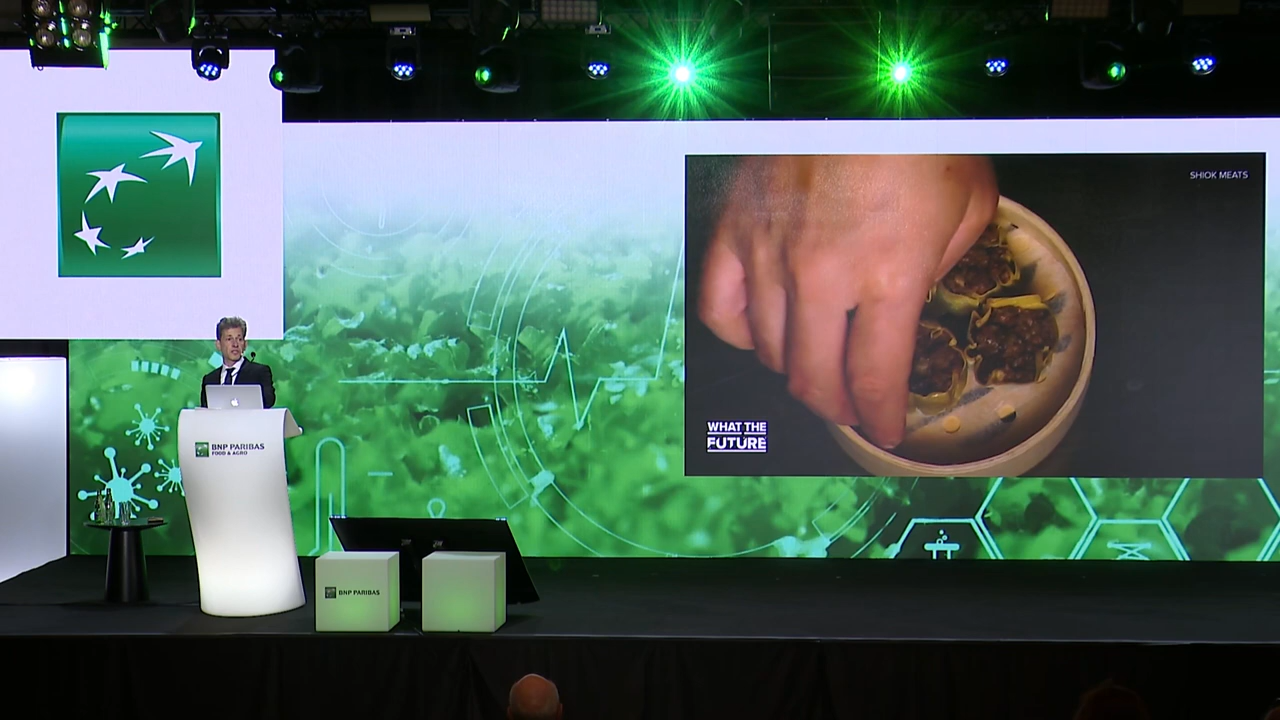 SHIOK MEATS
WHAT THE
FUTURE
BNP PARIBAS
FOOD & AGRO
BNP PARIBAS